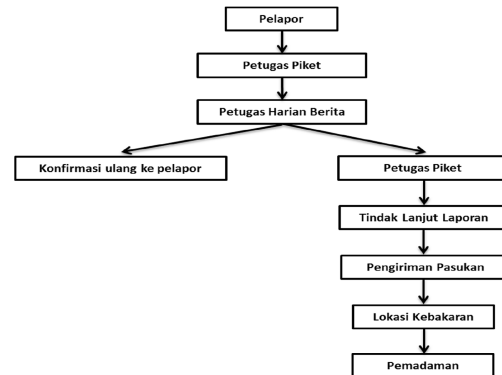 Pelapor
Petugas Piket
Petugas Harian Berita
Konfirmasi ulang ke pelapor
Petugas Piket
Tindak Lanjut Laporan
Pengiriman Pasukan
Lokasi Kebakaran
Pemadaman